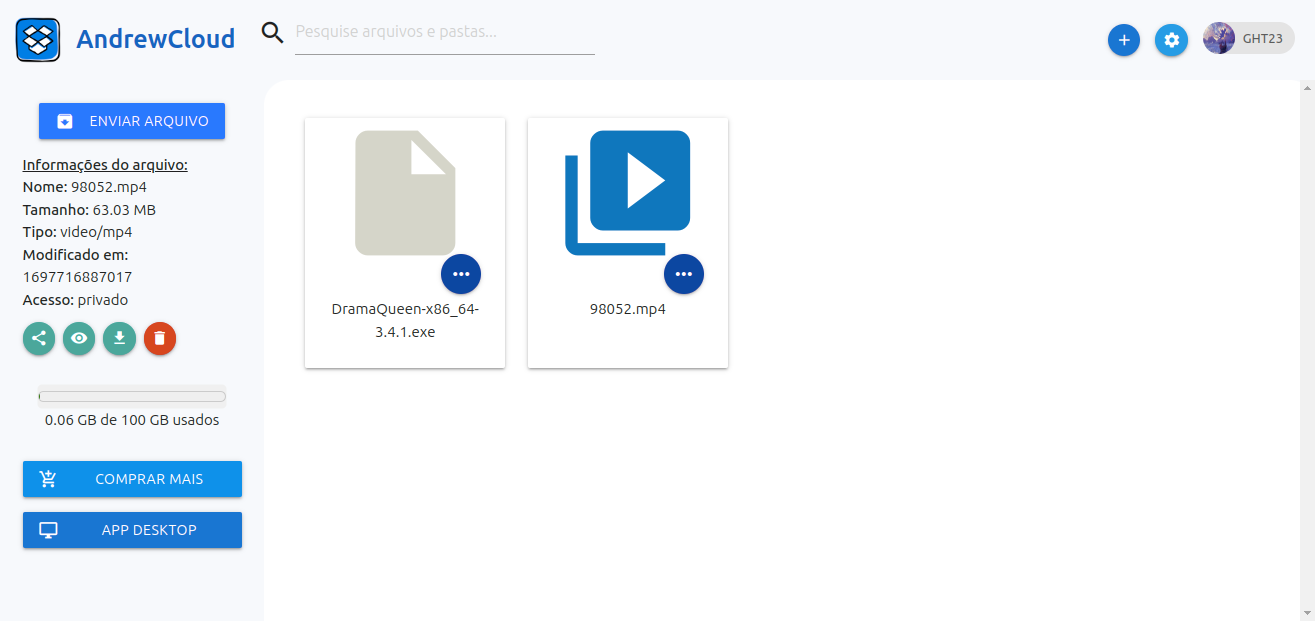 AndrewCloud
Pesquise arquivos e pastas...
GHT23
ENVIAR ARQUIVO
Informações do arquivo:
Nome: 98052.mp4
Tamanho: 63.03 MB
Tipo: video/mp4
Modificado em:
1697716887017
Acesso: privado
0.06 GB de 100 GB usados
COMPRAR MAIS
APP DESKTOP
DramaQueen-x86_64-
3.4.1.exe
98052.mp4